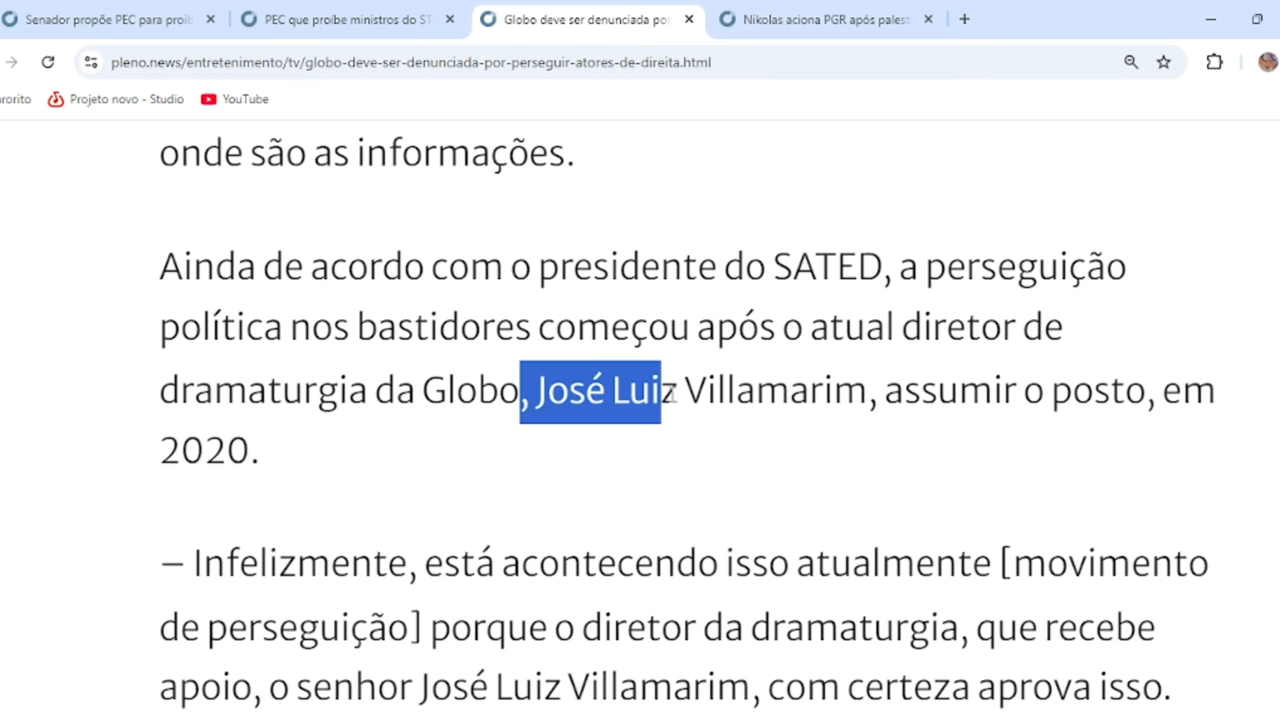 Senador propõe PEC para proib
PEC que proíbe ministros do ST
Globo deve ser denunciada por
Nikolas aciona PGR após palest
pleno.news/entretenimento/tv/globo-deve-ser-denunciada-por-perseguir-atores-de-direita.html
rorito
Projeto novo - Studio
YouTube
onde são as informações.
Ainda de acordo com o presidente do SATED, a perseguição
política nos bastidores começou após o atual diretor de
dramaturgia da Globo, José Luiz Villamarim, assumir o posto, em
2020.
– Infelizmente, está acontecendo isso atualmente [movimento
de perseguição] porque o diretor da dramaturgia, que recebe
apoio, o senhor José Luiz Villamarim, com certeza aprova isso.